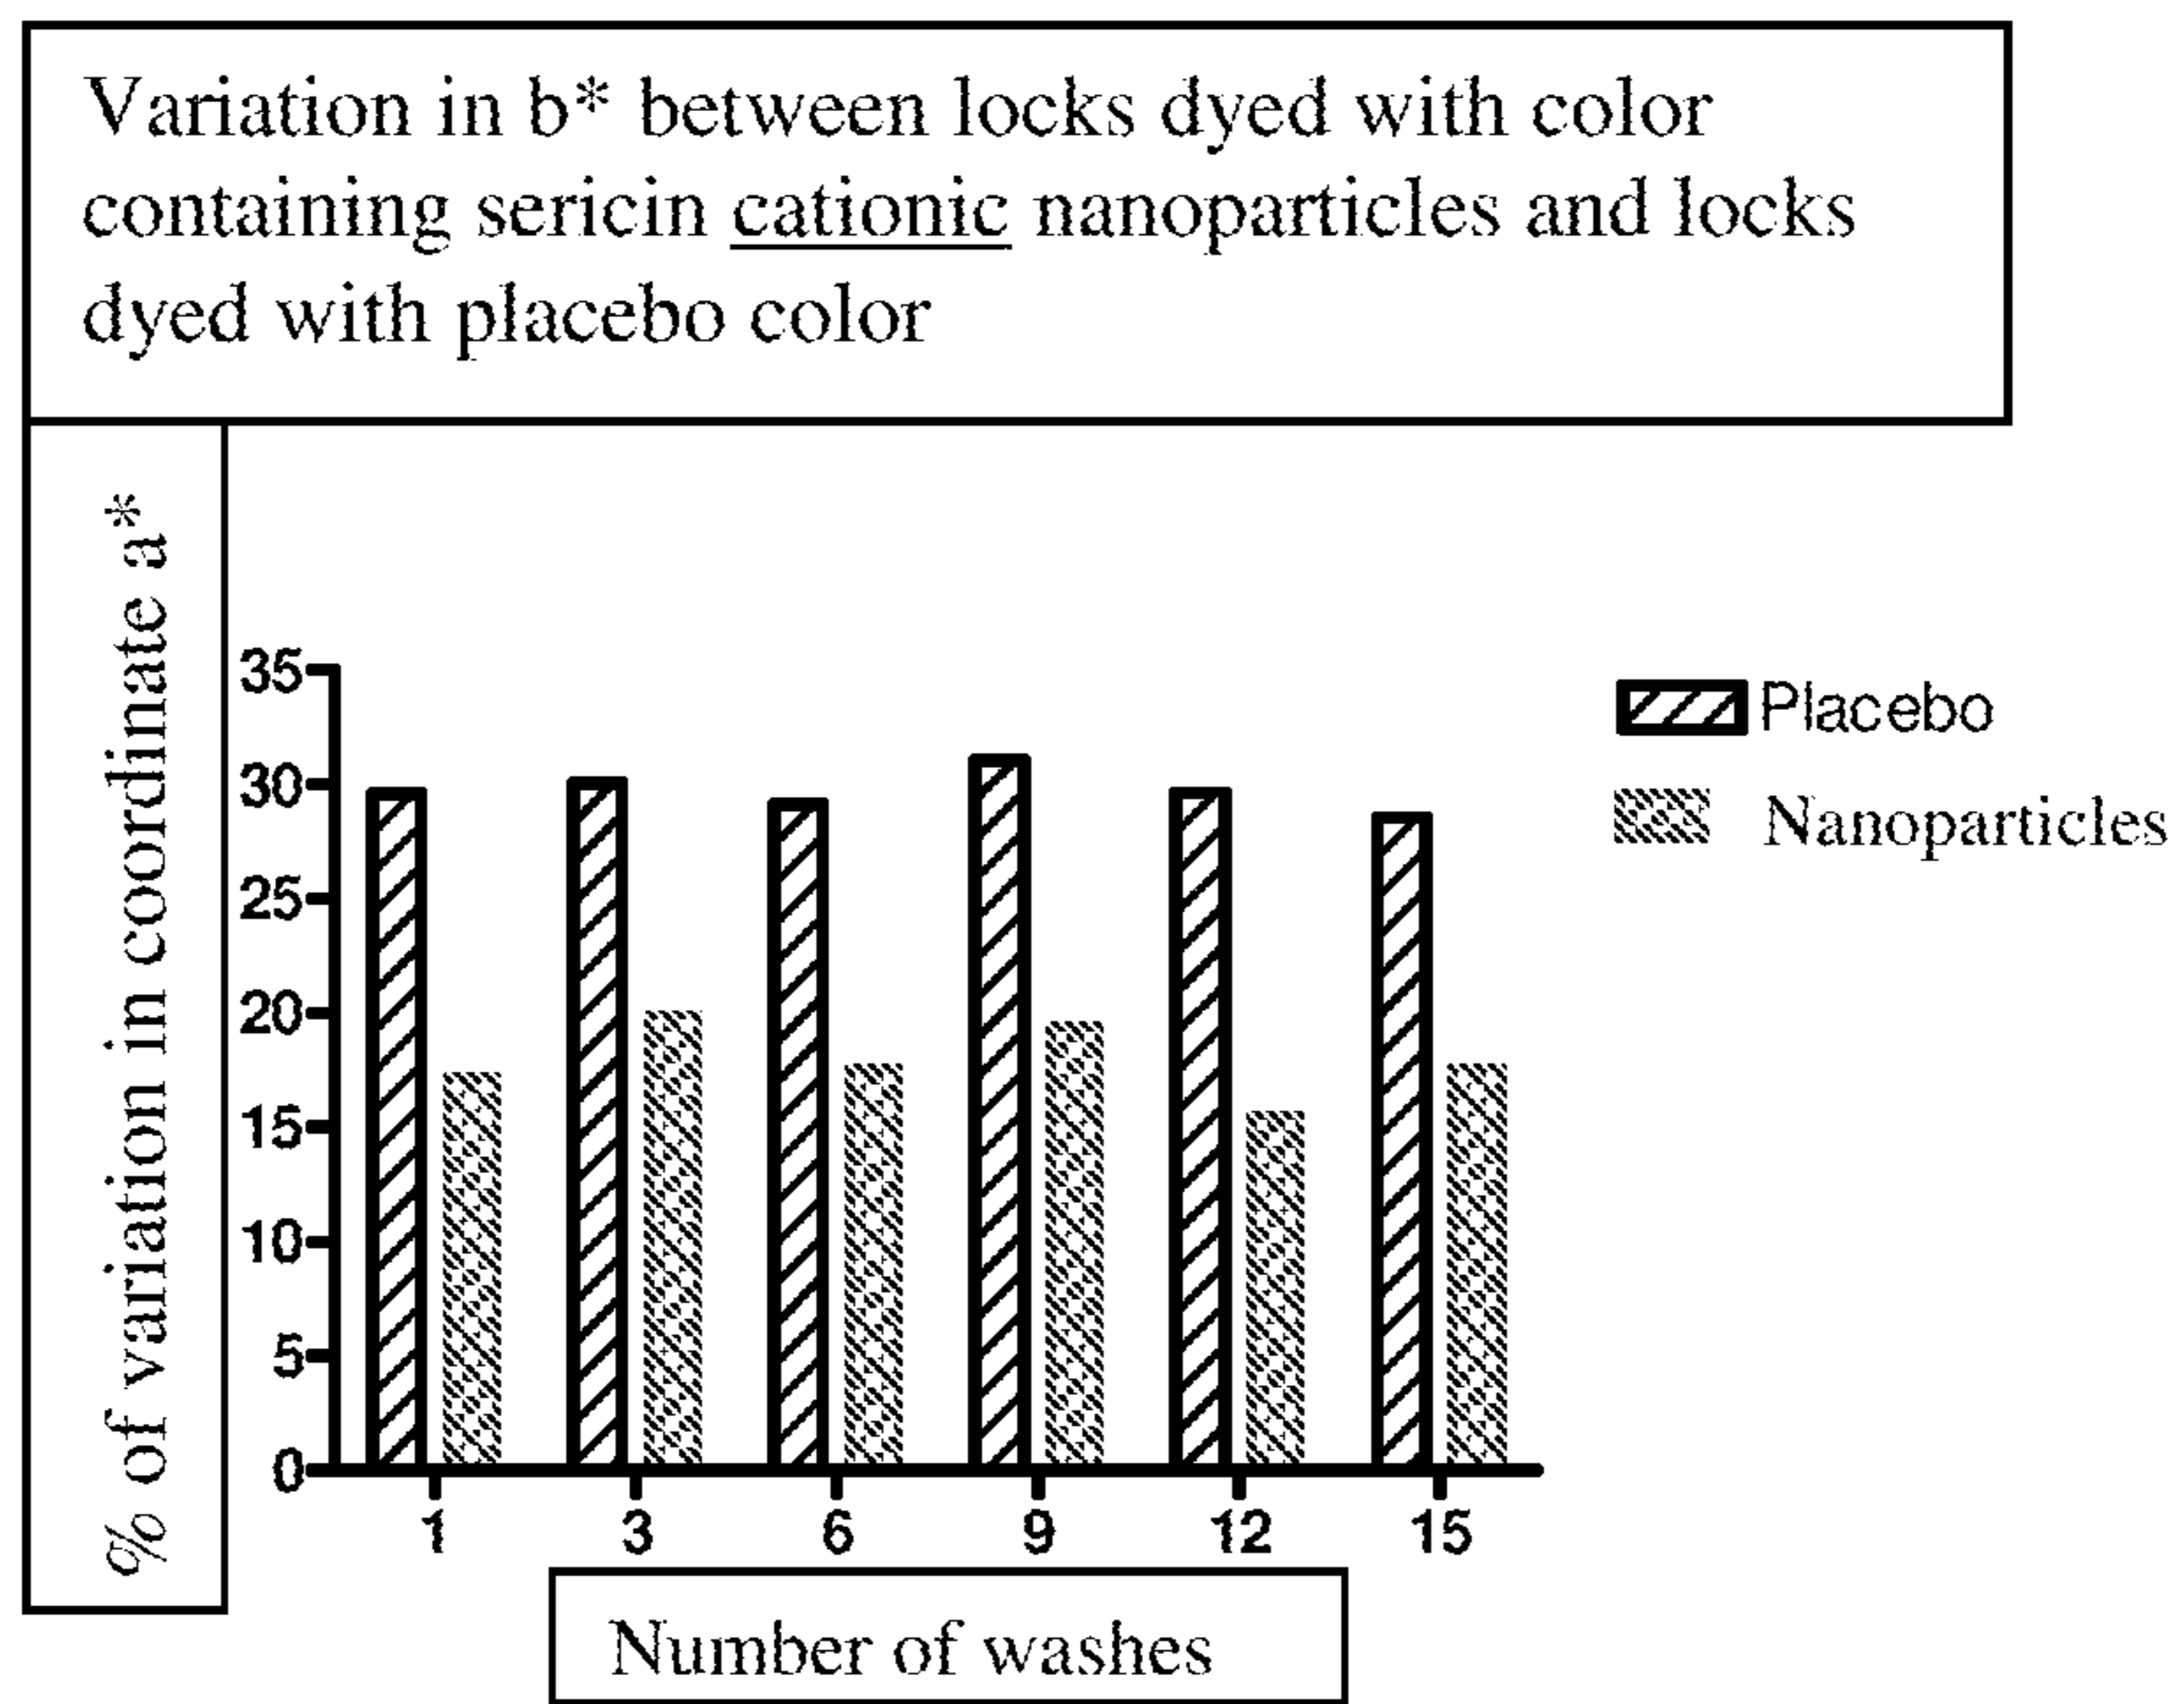 Variation in b* between locks dyed with color
containing sericin cationic nanoparticles and locks
dyed with placebo color
% of variation in coordinate a*
35
30
25
20
15
10
5
0
1 3 6 9 12 15
Number of washes
Placebo
Nanoparticles